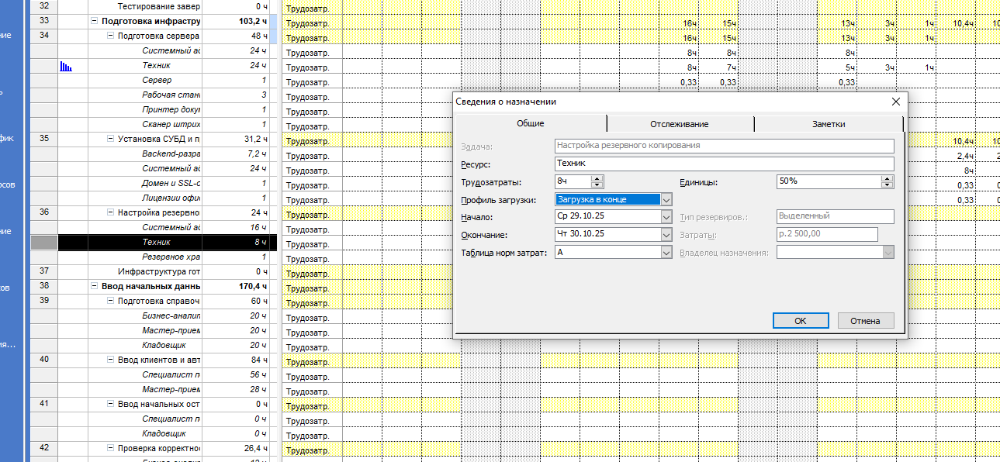 32 Тестирование завер 0 ч Трудозатр.
33 Подготовка инфрастру 103,2 ч Трудозатр. 16ч 15ч 13ч 3ч 1ч 10,4ч 10
34 Подготовка сервера 48 ч Трудозатр. 16ч 15ч 13ч 3ч 1ч
ние
Системный ас 24 ч Трудозатр. 8ч 8ч 8ч
Техник 24 ч Трудозатр. 8ч 7ч 5ч 3ч 1ч
Сервер 1 Трудозатр. 0,33 0,33 0,33
Рабочая стан 3 Трудозатр.
Принтер доку 1 Трудозатр.
Сканер штрих 1 Трудозатр.
фик 35 Установка СУБД и п 31,2 ч Трудозатр. 10,4ч 10
Backend-разра 7,2 ч Трудозатр. 2,4ч 2
Системный ас 24 ч Трудозатр. 8ч
рсов Домен и SSL-с 1 Трудозатр. 0,33 0
Лицензии офи 1 Трудозатр. 0,33 0
36 Настройка резервно 24 ч Трудозатр.
Системный ас 16 ч Трудозатр.
ние
Техник 8 ч Трудозатр.
Резервное хра 1 Трудозатр.
37 Инфраструктура гот 0 ч Трудозатр.
38 Ввод начальных данны 170,4 ч Трудозатр.
ов
39 Подготовка справоч 60 ч Трудозатр.
Бизнес-аналит 20 ч Трудозатр.
Мастер-прием 20 ч Трудозатр.
Кладовщик 20 ч Трудозатр.
ия...
40 Ввод клиентов и авт 84 ч Трудозатр.
Специалист п 56 ч Трудозатр.
Мастер-прием 28 ч Трудозатр.
41 Ввод начальных ост 0 ч Трудозатр.
Специалист п 0 ч Трудозатр.
Кладовщик 0 ч Трудозатр.
42 Проверка корректно 26,4 ч Трудозатр.
Сведения о назначении
Общие Отслеживание Заметки
Задача: Настройка резервного копирования
Ресурс: Техник
Трудозатраты: 8ч Единицы: 50%
Профиль загрузки: Загрузка в конце
Начало: Ср 29.10.25 Тип резервиров.: Выделенный
Окончание: Чт 30.10.25 Затраты: р.2 500,00
Таблица норм затрат: A Владелец назначения:
ОК Отмена